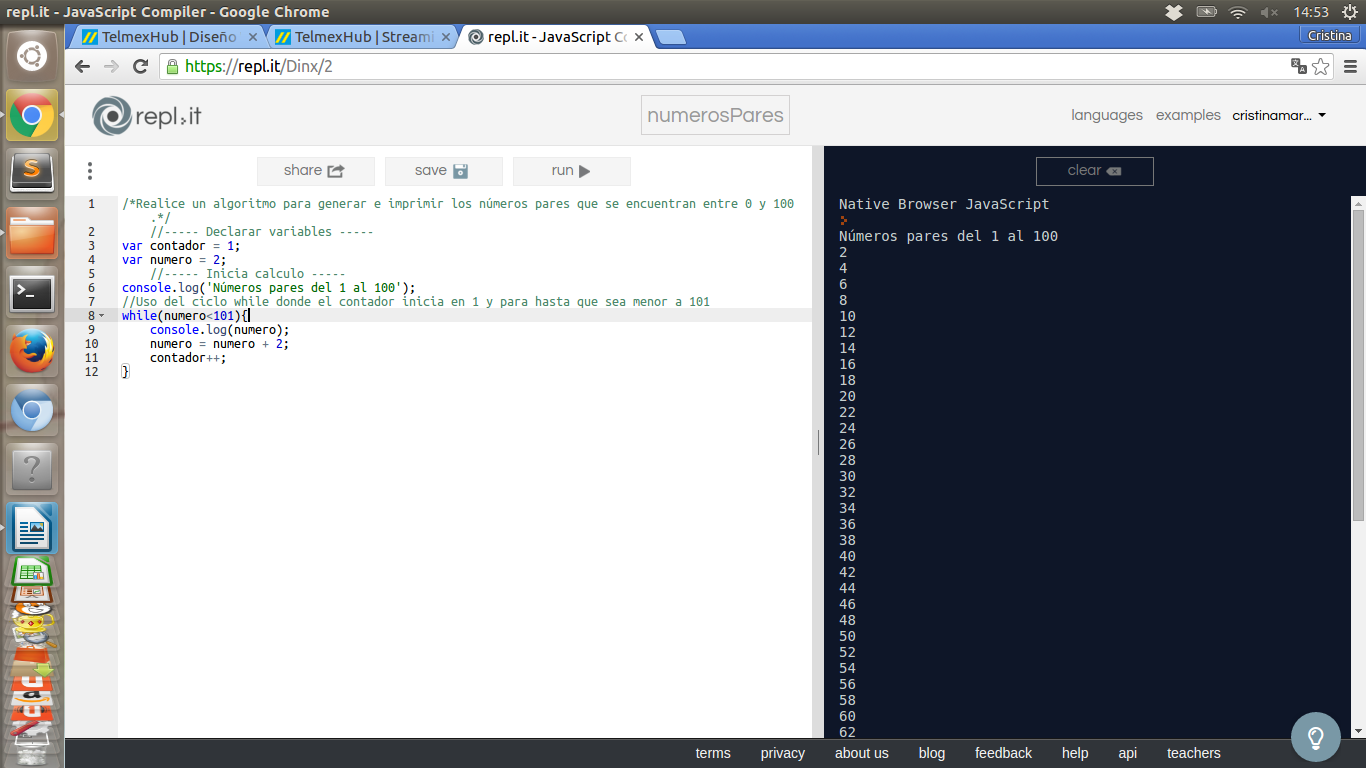 repl.it - JavaScript Compiler - Google Chrome
14:53
TelmexHub | Diseño
TelmexHub | Streami
repl.it - JavaScript Co
Cristina
https://repl.it/Dinx/2
repl.it
numerosPares
languages
examples
cristinamar...
share
save
run
clear
1 /*Realice un algoritmo para generar e imprimir los números pares que se encuentran entre 0 y 100
.*/
2 //----- Declarar variables -----
3 var contador = 1;
4 var numero = 2;
5 //----- Inicia calculo -----
6 console.log('Números pares del 1 al 100');
7 //Uso del ciclo while donde el contador inicia en 1 y para hasta que sea menor a 101
8 while(numero<101){
9 console.log(numero);
10 numero = numero + 2;
11 contador++;
12 }
Native Browser JavaScript
Números pares del 1 al 100
2
4
6
8
10
12
14
16
18
20
22
24
26
28
30
32
34
36
38
40
42
44
46
48
50
52
54
56
58
60
62
terms
privacy
about us
blog
feedback
help
api
teachers